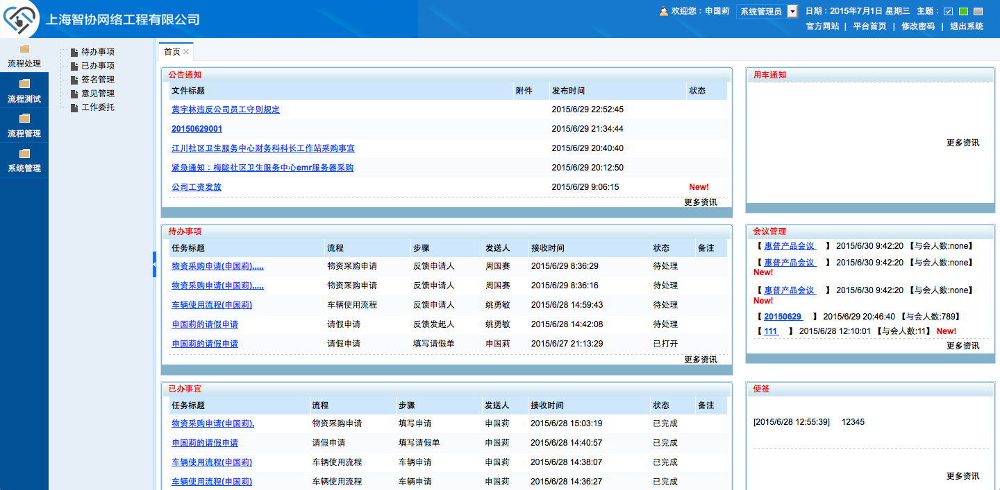 上海智协网络工程有限公司
欢迎您：申国莉 系统管理员 日期：2015年7月1日 星期三 主题：
官方网站 | 平台首页 | 修改密码 | 退出系统
流程处理
流程测试
流程管理
系统管理
待办事项
已办事项
签名管理
意见管理
工作委托
首页
公告通知
文件标题 附件 发布时间 状态
黄宇林违反公司员工守则规定 2015/6/29 22:52:45
20150629001 2015/6/29 21:34:44
江川社区卫生服务中心财务科科长工作站采购事宜 2015/6/29 20:40:40
紧急通知：梅陇社区卫生服务中心emr服务器采购 2015/6/29 20:12:50
公司工资发放 2015/6/29 9:06:15 New!
更多资讯
用车通知
更多资讯
待办事项
任务标题 流程 步骤 发送人 接收时间 状态 备注
物资采购申请(申国莉)..... 物资采购申请 反馈申请人 周国赛 2015/6/29 8:36:29 待处理
物资采购申请(申国莉)..... 物资采购申请 反馈申请人 周国赛 2015/6/29 8:36:16 待处理
车辆使用流程(申国莉) 车辆使用流程 反馈申请人 姚勇敏 2015/6/28 14:59:43 待处理
申国莉的请假申请 请假申请 反馈发起人 姚勇敏 2015/6/28 14:42:08 待处理
申国莉的请假申请 请假申请 填写请假单 申国莉 2015/6/27 21:13:29 已打开
更多资讯
会议管理
【 惠普产品会议 】 2015/6/30 9:42:20 【与会人数:none】
【 惠普产品会议 】 2015/6/30 9:42:20 【与会人数:none】
New!
【 惠普产品会议 】 2015/6/30 9:42:20 【与会人数:none】
New!
【 20150629 】 2015/6/29 20:46:40 【与会人数:789】
【 111 】 2015/6/28 12:10:01 【与会人数:11】 New!
更多资讯
已办事宜
任务标题 流程 步骤 发送人 接收时间 状态 备注
物资采购申请(申国莉). 物资采购申请 填写申请 申国莉 2015/6/28 15:03:19 已完成
申国莉的请假申请 请假申请 填写请假单 申国莉 2015/6/28 14:40:57 已完成
车辆使用流程(申国莉) 车辆使用流程 车辆申请 申国莉 2015/6/28 14:38:07 已完成
车辆使用流程(申国莉) 车辆使用流程 车辆申请 申国莉 2015/6/28 14:36:27 已完成
便签
[2015/6/28 12:55:39] 12345
更多资讯